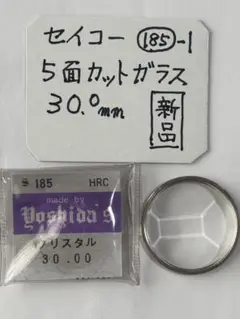 セイコー 185-1
5面カットガラス
30.0mm
新品
S 185 HRC
made by
Yoshida's
クリスタル
30.00